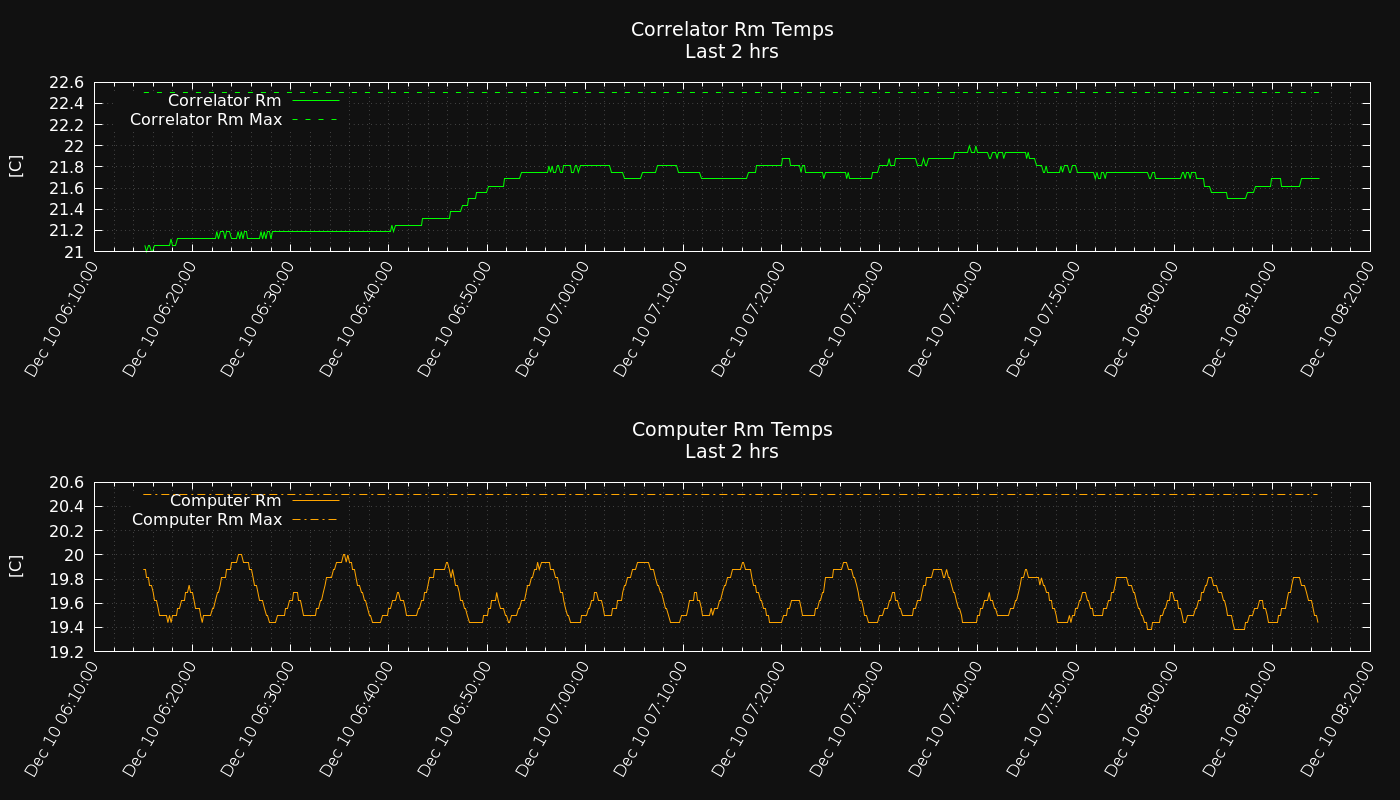 Correlator Rm Temps
Last 2 hrs
22.6
22.4
22.2
22
21.8
21.6
21.4
21.2
21
[C]
Correlator Rm
Correlator Rm Max
Dec 10 06:10:00
Dec 10 06:20:00
Dec 10 06:30:00
Dec 10 06:40:00
Dec 10 06:50:00
Dec 10 07:00:00
Dec 10 07:10:00
Dec 10 07:20:00
Dec 10 07:30:00
Dec 10 07:40:00
Dec 10 07:50:00
Dec 10 08:00:00
Dec 10 08:10:00
Dec 10 08:20:00
Computer Rm Temps
Last 2 hrs
20.6
20.4
20.2
20
19.8
19.6
19.4
19.2
[C]
Computer Rm
Computer Rm Max
Dec 10 06:10:00
Dec 10 06:20:00
Dec 10 06:30:00
Dec 10 06:40:00
Dec 10 06:50:00
Dec 10 07:00:00
Dec 10 07:10:00
Dec 10 07:20:00
Dec 10 07:30:00
Dec 10 07:40:00
Dec 10 07:50:00
Dec 10 08:00:00
Dec 10 08:10:00
Dec 10 08:20:00